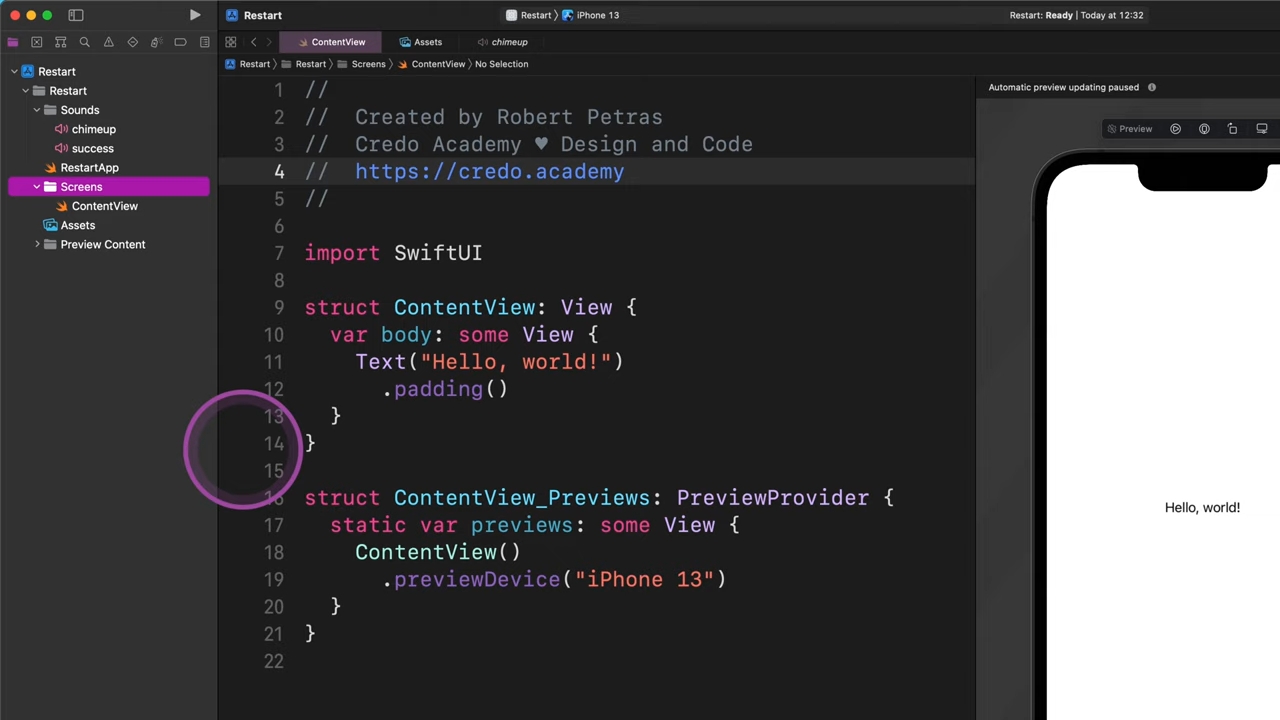 Restart
Restart
iPhone 13
Restart: Ready | Today at 12:32
ContentView
Assets
chimeup
Restart
Restart
Screens
ContentView
No Selection
Restart
Restart
Sounds
chimeup
success
RestartApp
Screens
ContentView
Assets
Preview Content
1 //
2 //  Created by Robert Petras
3 //  Credo Academy ♥ Design and Code
4 //  https://credo.academy
5 //
6
7 import SwiftUI
8
9 struct ContentView: View {
10   var body: some View {
11     Text("Hello, world!")
12       .padding()
13   }
14 }
15
16 struct ContentView_Previews: PreviewProvider {
17   static var previews: some View {
18     ContentView()
19       .previewDevice("iPhone 13")
20   }
21 }
22
Automatic preview updating paused
Preview
Hello, world!